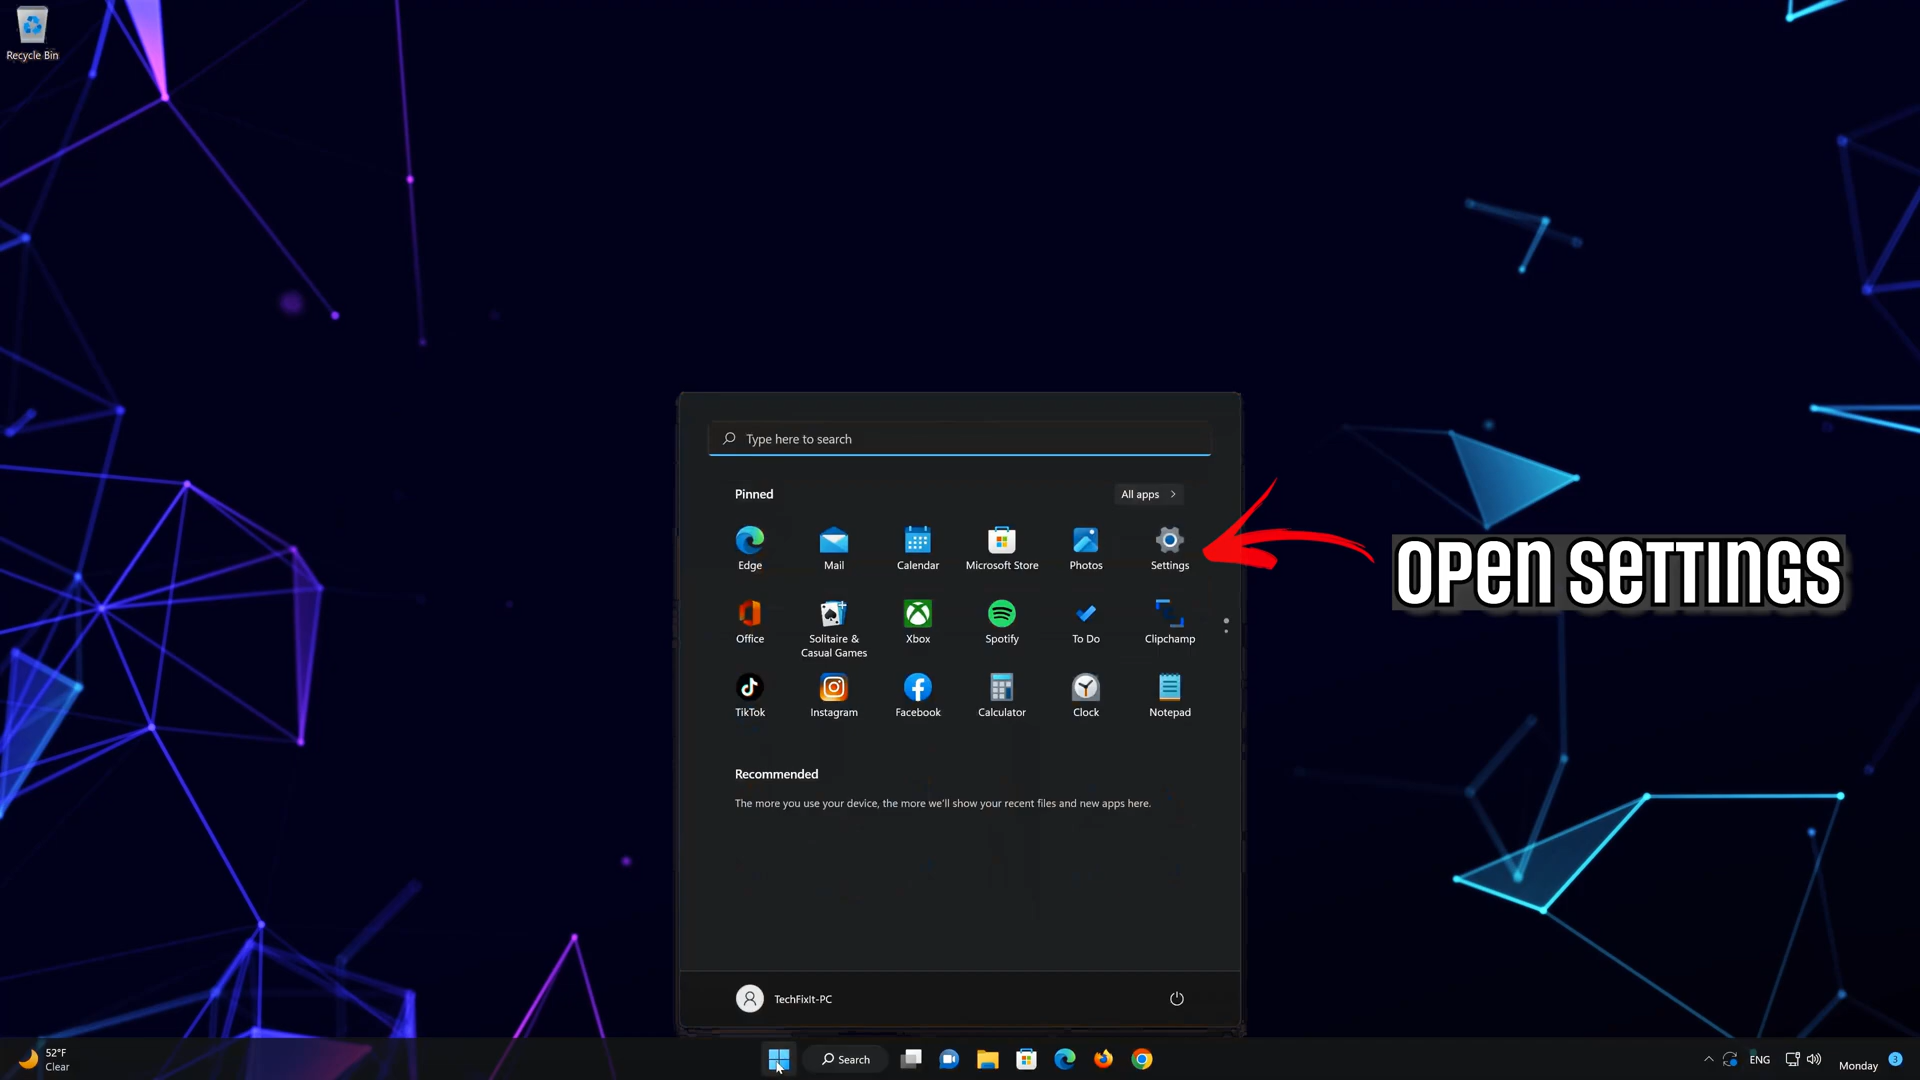 Recycle Bin
Type here to search
Pinned
All apps
Edge
Mail
Calendar
Microsoft Store
Photos
Settings
OPEN SETTINGS
Office
Solitaire &
Casual Games
Xbox
Spotify
To Do
Clipchamp
TikTok
Instagram
Facebook
Calculator
Clock
Notepad
Recommended
The more you use your device, the more we'll show your recent files and new apps here.
TechFixIt-PC
52°F
Clear
Search
ENG
Monday
3